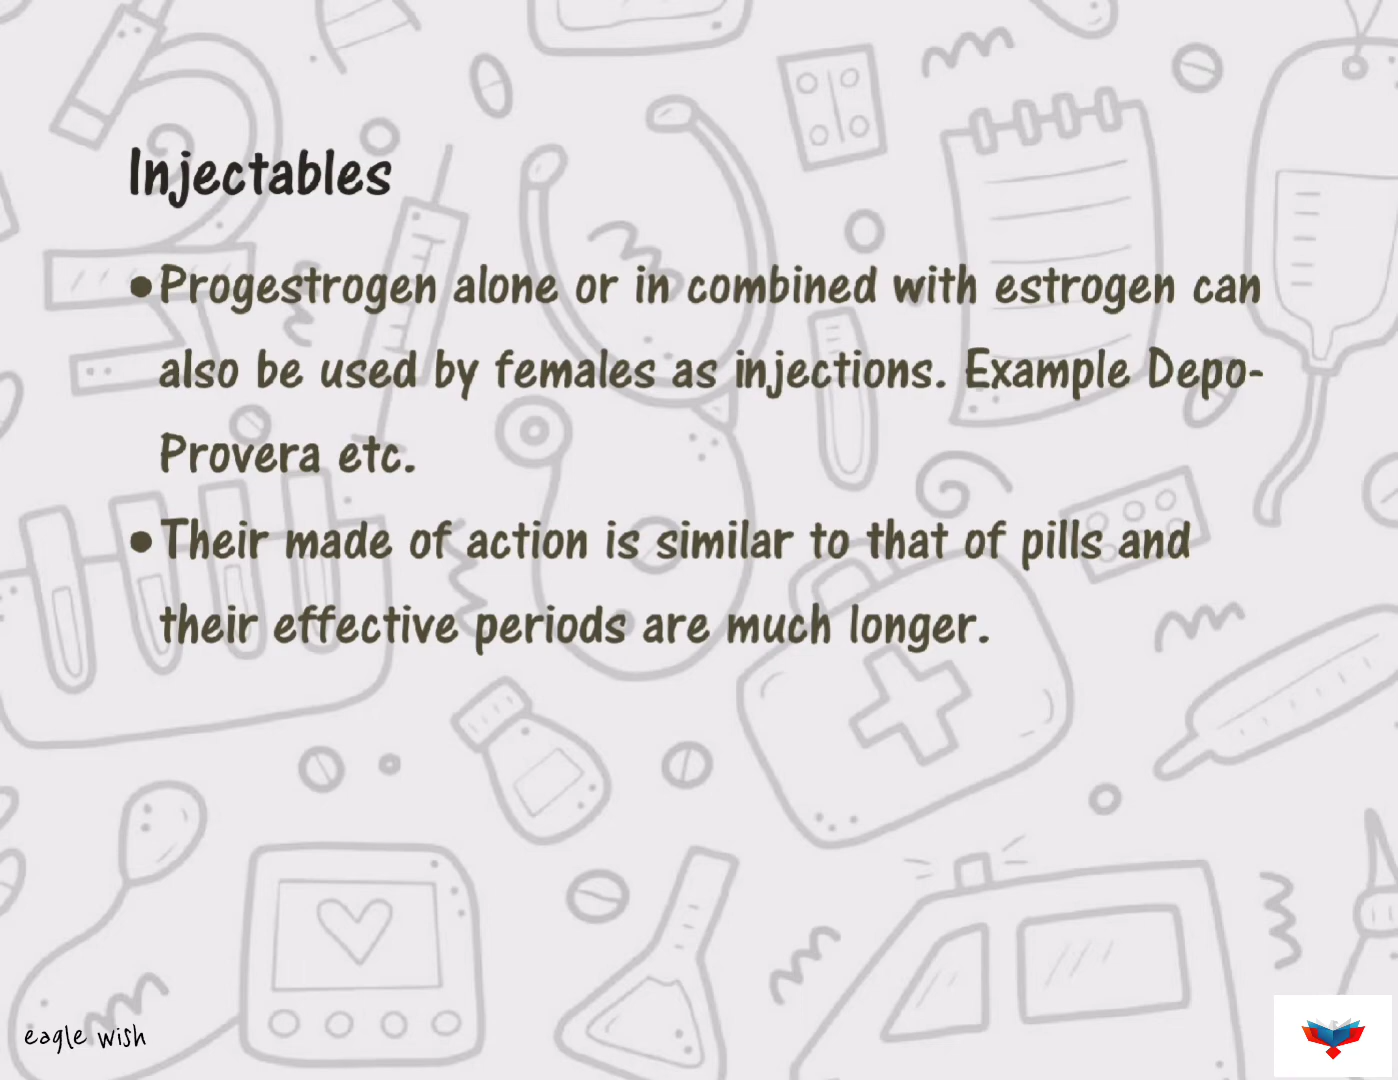 Injectables
•Progestrogen alone or in combined with estrogen can
also be used by females as injections. Example Depo-
Provera etc.
•Their made of action is similar to that of pills and
their effective periods are much longer.
eagle wish